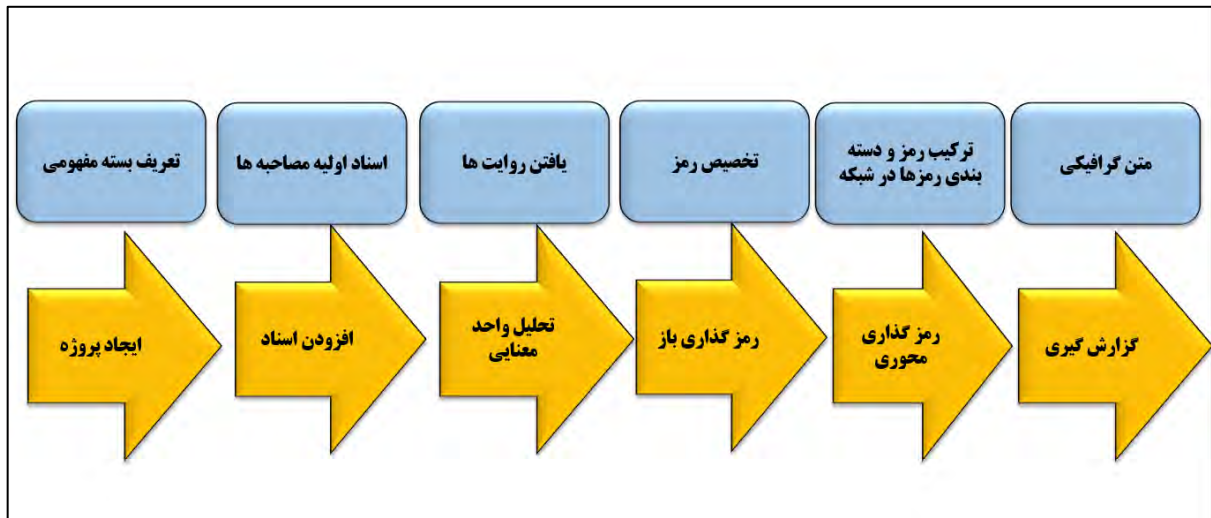 تعریف بسته مفهومی
اسناد اولیه مصاحبه ها
یافتن روایت ها
تخصیص رمز
ترکیب رمز و دسته
بندی رمزها در شبکه
متن گرافیکی
ایجاد پروژه
افزودن اسناد
تحلیل واحد
معنایی
رمز گذاری باز
رمز گذاری
محوری
گزارش گیری